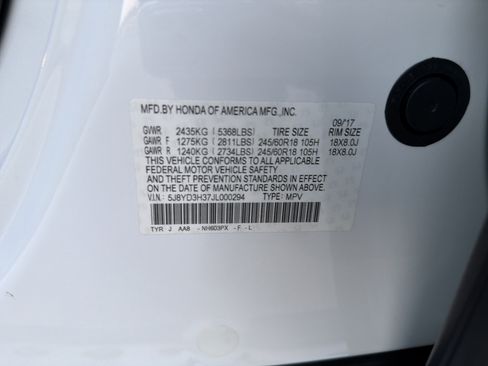 MFD.BY HONDA OF AMERICA MFG.,INC.
09/17
GVWR 2435KG ( 5368LBS) TIRE SIZE RIM SIZE
GAWR F 1275KG ( 2811LBS) 245/60R18 105H 18X8.0J
GAWR R 1240KG ( 2734LBS) 245/60R18 105H 18X8.0J
THIS VEHICLE CONFORMS TO ALL APPLICABLE
FEDERAL MOTOR VEHICLE SAFETY
AND THEFT PREVENTION STANDARDS IN EFFECT
ON THE DATE OF MANUFACTURE SHOWN ABOVE.
V.I.N.: 5J8YD3H37JL000294 TYPE: MPV
TYR J AA8 - NH603PX - F - L